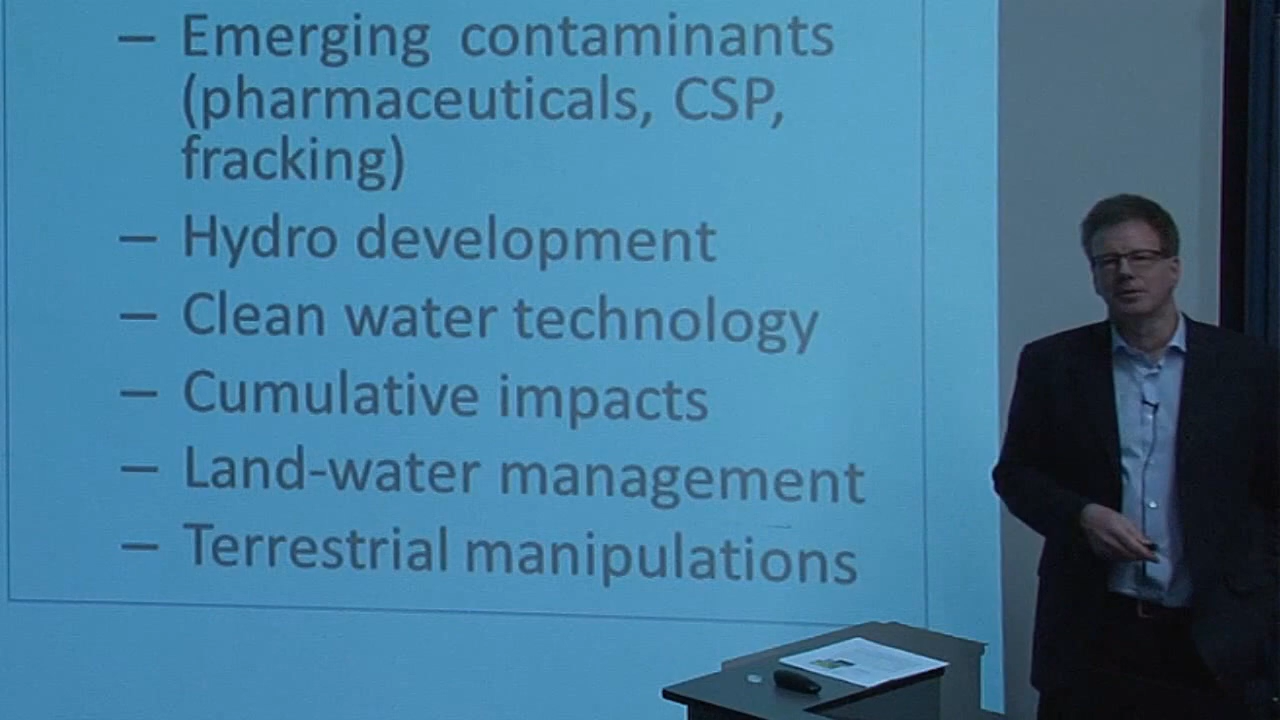 – Emerging contaminants
(pharmaceuticals, CSP,
fracking)
– Hydro development
– Clean water technology
– Cumulative impacts
– Land-water management
– Terrestrial manipulations